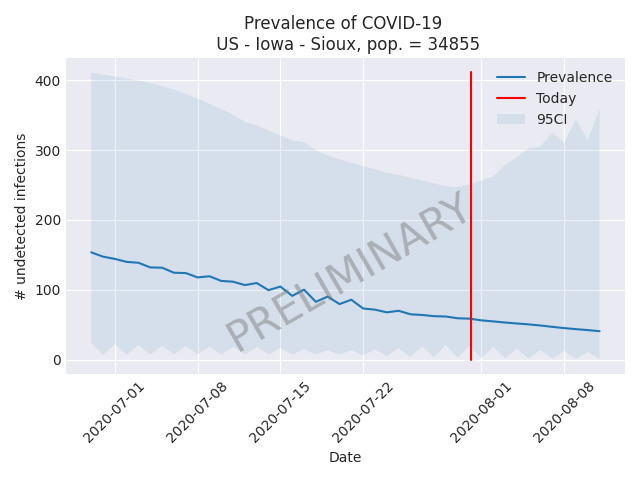 Prevalence of COVID-19
US - Iowa - Sioux, pop. = 34855
400
300
200
100
0
# undetected infections
Prevalence
Today
95CI
PRELIMINARY
2020-07-01
2020-07-08
2020-07-15
2020-07-22
2020-08-01
2020-08-08
Date